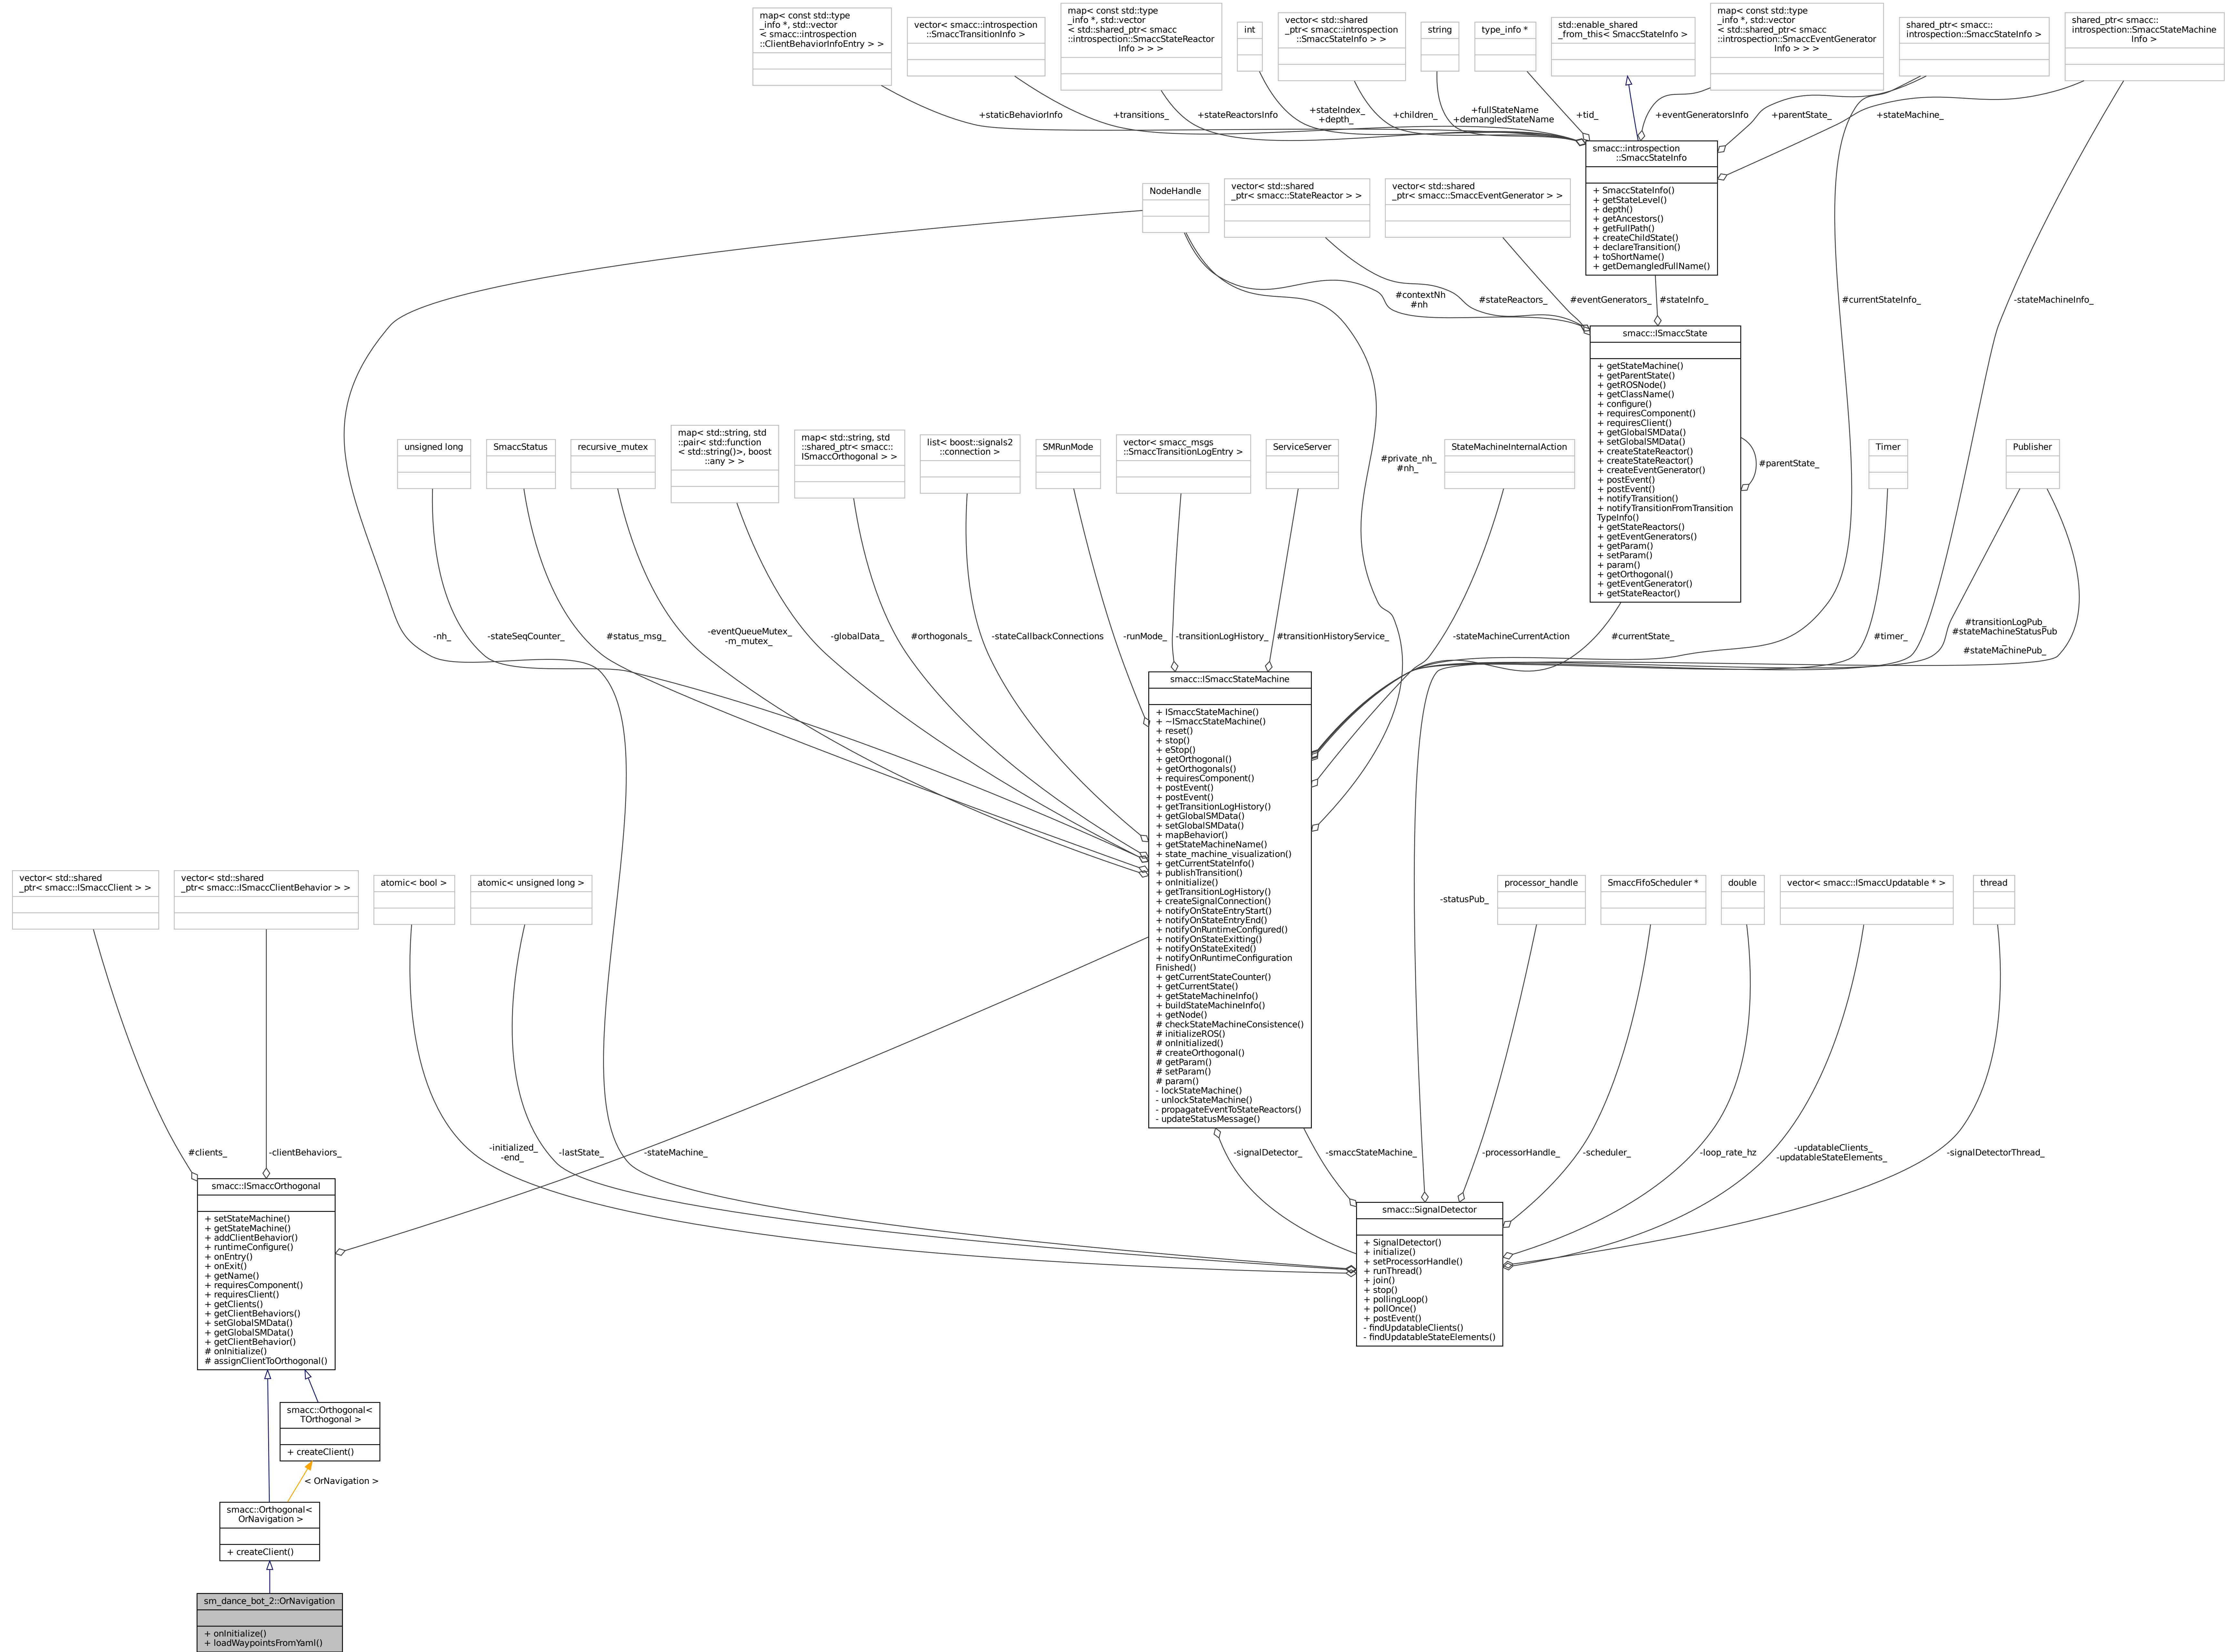 map< const std::type
_info *, std::vector
< smacc::introspection
::ClientBehaviorInfoEntry > >
vector< smacc::introspection
::SmaccTransitionInfo >
map< const std::type
_info *, std::vector
< std::shared_ptr< smacc
::introspection::SmaccStateReactor
Info > > >
int
vector< std::shared
_ptr< smacc::introspection
::SmaccStateInfo > >
string
type_info *
std::enable_shared
_from_this< SmaccStateInfo >
map< const std::type
_info *, std::vector
< std::shared_ptr< smacc
::introspection::SmaccEventGenerator
Info > > >
shared_ptr< smacc::
introspection::SmaccStateInfo >
shared_ptr< smacc::
introspection::SmaccStateMachine
Info >
+staticBehaviorInfo
+transitions_
+stateReactorsInfo
+stateIndex_
+depth_
+children_
+fullStateName
+demangledStateName
+tid_
+eventGeneratorsInfo
+parentState_
+stateMachine_
smacc::introspection
::SmaccStateInfo
+ SmaccStateInfo()
+ getStateLevel()
+ depth()
+ getAncestors()
+ getFullPath()
+ createChildState()
+ declareTransition()
+ toShortName()
+ getDemangledFullName()
NodeHandle
vector< std::shared
_ptr< smacc::StateReactor > >
vector< std::shared
_ptr< smacc::SmaccEventGenerator > >
#contextNh
#nh
#stateReactors_
#eventGenerators_
#stateInfo_
#currentStateInfo_
-stateMachineInfo_
smacc::ISmaccState
+ getStateMachine()
+ getParentState()
+ getROSNode()
+ getClassName()
+ configure()
+ requiresComponent()
+ requiresClient()
+ getGlobalSMData()
+ setGlobalSMData()
+ createStateReactor()
+ createStateReactor()
+ createEventGenerator()
+ postEvent()
+ postEvent()
+ notifyTransition()
+ notifyTransitionFromTransition
TypeInfo()
+ getStateReactors()
+ getEventGenerators()
+ getParam()
+ setParam()
+ param()
+ getOrthogonal()
+ getEventGenerator()
+ getStateReactor()
#parentState_
unsigned long
SmaccStatus
recursive_mutex
map< std::string, std
::pair< std::function
< std::string()>, boost
::any > >
map< std::string, std
::shared_ptr< smacc::
ISmaccOrthogonal > >
list< boost::signals2
::connection >
SMRunMode
vector< smacc_msgs
::SmaccTransitionLogEntry >
ServiceServer
#private_nh_
#nh_
StateMachineInternalAction
Timer
Publisher
-nh_
-stateSeqCounter_
#status_msg_
-eventQueueMutex_
-m_mutex_
-globalData_
#orthogonals_
-stateCallbackConnections
-runMode_
-transitionLogHistory_
#transitionHistoryService_
-stateMachineCurrentAction
#currentState_
#timer_
#transitionLogPub_
#stateMachineStatusPub
_
#stateMachinePub_
smacc::ISmaccStateMachine
+ ISmaccStateMachine()
+ ~ISmaccStateMachine()
+ reset()
+ stop()
+ eStop()
+ getOrthogonal()
+ getOrthogonals()
+ requiresComponent()
+ postEvent()
+ postEvent()
+ getTransitionLogHistory()
+ getGlobalSMData()
+ setGlobalSMData()
+ mapBehavior()
+ getStateMachineName()
+ state_machine_visualization()
+ getCurrentStateInfo()
+ publishTransition()
+ onInitialize()
+ getTransitionLogHistory()
+ createSignalConnection()
+ notifyOnStateEntryStart()
+ notifyOnStateEntryEnd()
+ notifyOnRuntimeConfigured()
+ notifyOnStateExitting()
+ notifyOnStateExited()
+ notifyOnRuntimeConfiguration
Finished()
+ getCurrentStateCounter()
+ getCurrentState()
+ getStateMachineInfo()
+ buildStateMachineInfo()
+ getNode()
# checkStateMachineConsistence()
# initializeROS()
# onInitialized()
# createOrthogonal()
# getParam()
# setParam()
# param()
- lockStateMachine()
- unlockStateMachine()
- propagateEventToStateReactors()
- updateStatusMessage()
vector< std::shared
_ptr< smacc::ISmaccClient > >
vector< std::shared
_ptr< smacc::ISmaccClientBehavior > >
atomic< bool >
atomic< unsigned long >
-statusPub_
processor_handle
SmaccFifoScheduler *
double
vector< smacc::ISmaccUpdatable * >
thread
#clients_
-clientBehaviors_
-initialized_
-end_
-lastState_
-stateMachine_
-signalDetector_
-smaccStateMachine_
-processorHandle_
-scheduler_
-loop_rate_hz
-updatableClients_
-updatableStateElements_
-signalDetectorThread_
smacc::ISmaccOrthogonal
+ setStateMachine()
+ getStateMachine()
+ addClientBehavior()
+ runtimeConfigure()
+ onEntry()
+ onExit()
+ getName()
+ requiresComponent()
+ requiresClient()
+ getClients()
+ getClientBehaviors()
+ setGlobalSMData()
+ getGlobalSMData()
+ getClientBehavior()
# onInitialize()
# assignClientToOrthogonal()
smacc::SignalDetector
+ SignalDetector()
+ initialize()
+ setProcessorHandle()
+ runThread()
+ join()
+ stop()
+ pollingLoop()
+ pollOnce()
+ postEvent()
- findUpdatableClients()
- findUpdatableStateElements()
smacc::Orthogonal<
TOrthogonal >
+ createClient()
< OrNavigation >
smacc::Orthogonal<
OrNavigation >
+ createClient()
sm_dance_bot_2::OrNavigation
+ onInitialize()
+ loadWaypointsFromYaml()